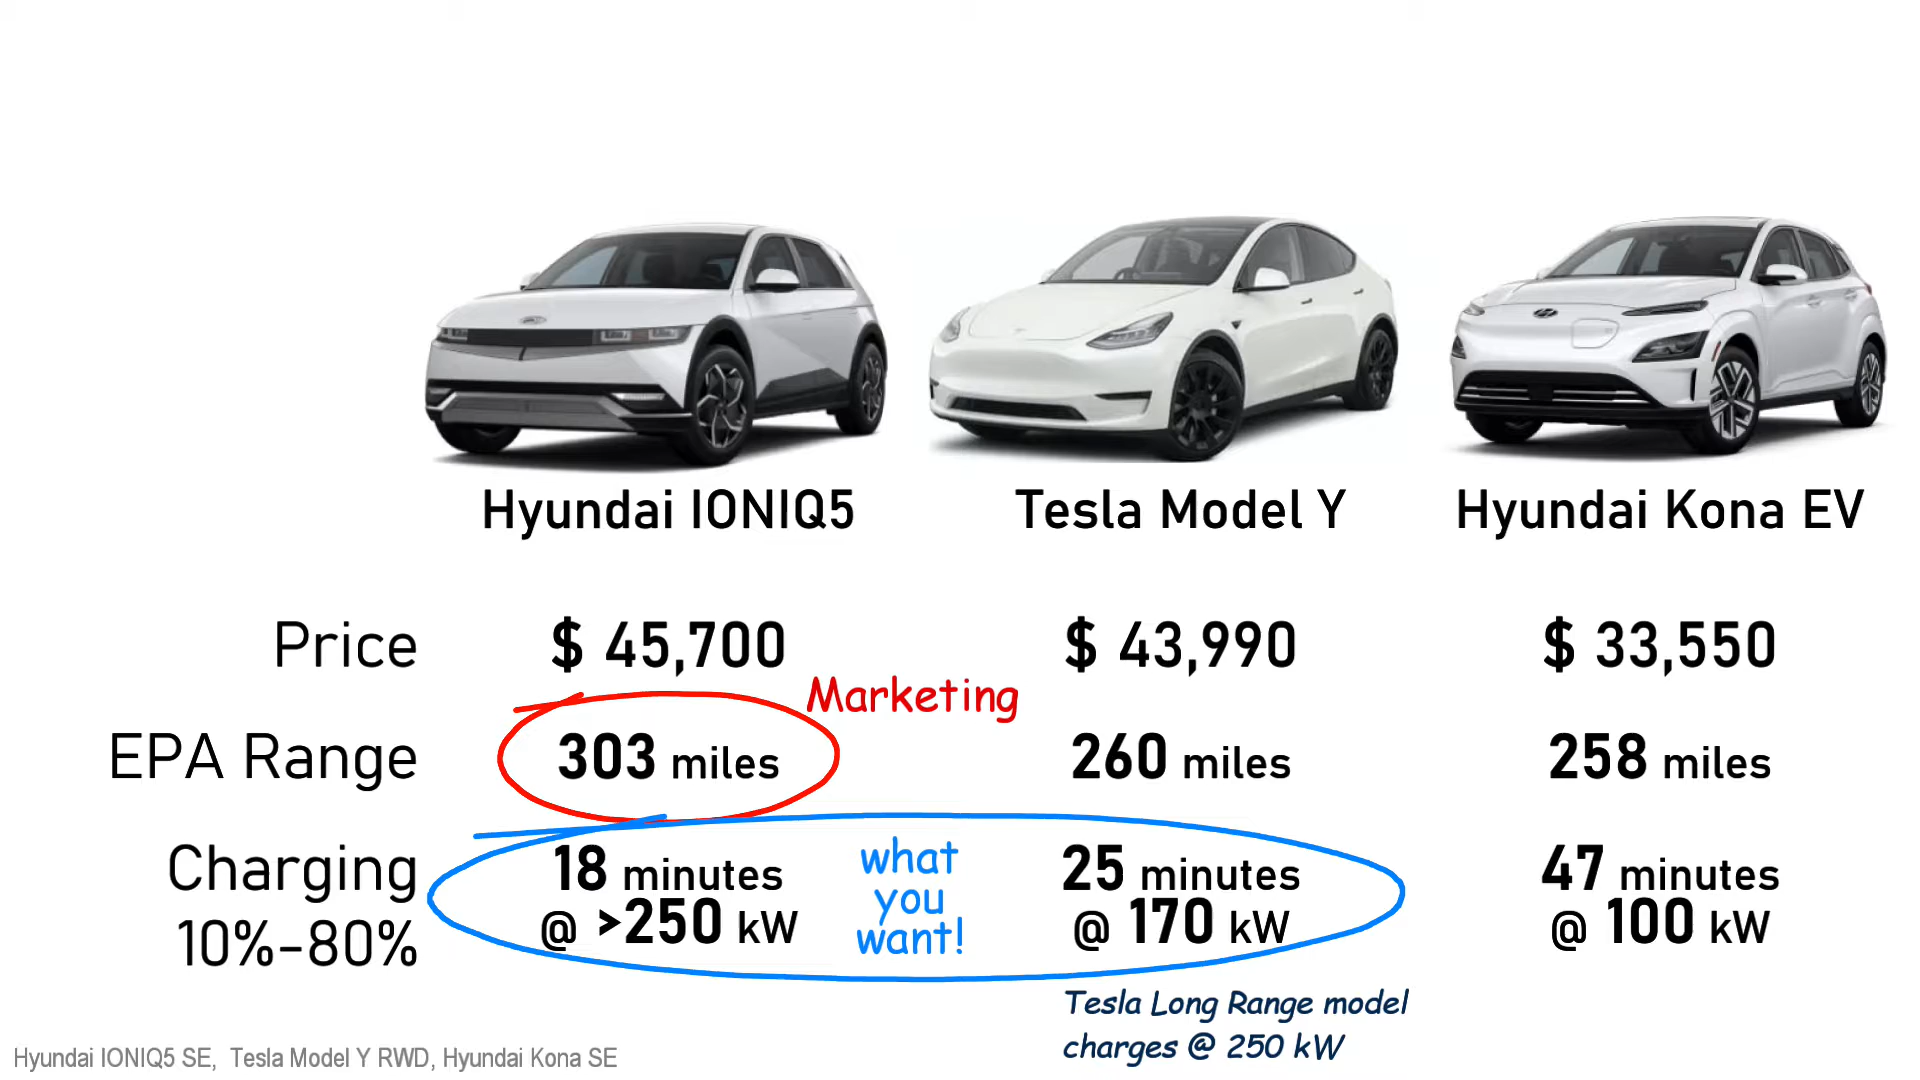 Hyundai IONIQ5
Tesla Model Y
Hyundai Kona EV
Price
$ 45,700
$ 43,990
$ 33,550
Marketing
EPA Range
303 miles
260 miles
258 miles
Charging
10%-80%
18 minutes
@ >250 kW
what
you
want!
25 minutes
@ 170 kW
47 minutes
@ 100 kW
Tesla Long Range model
charges @ 250 kW
Hyundai IONIQ5 SE, Tesla Model Y RWD, Hyundai Kona SE